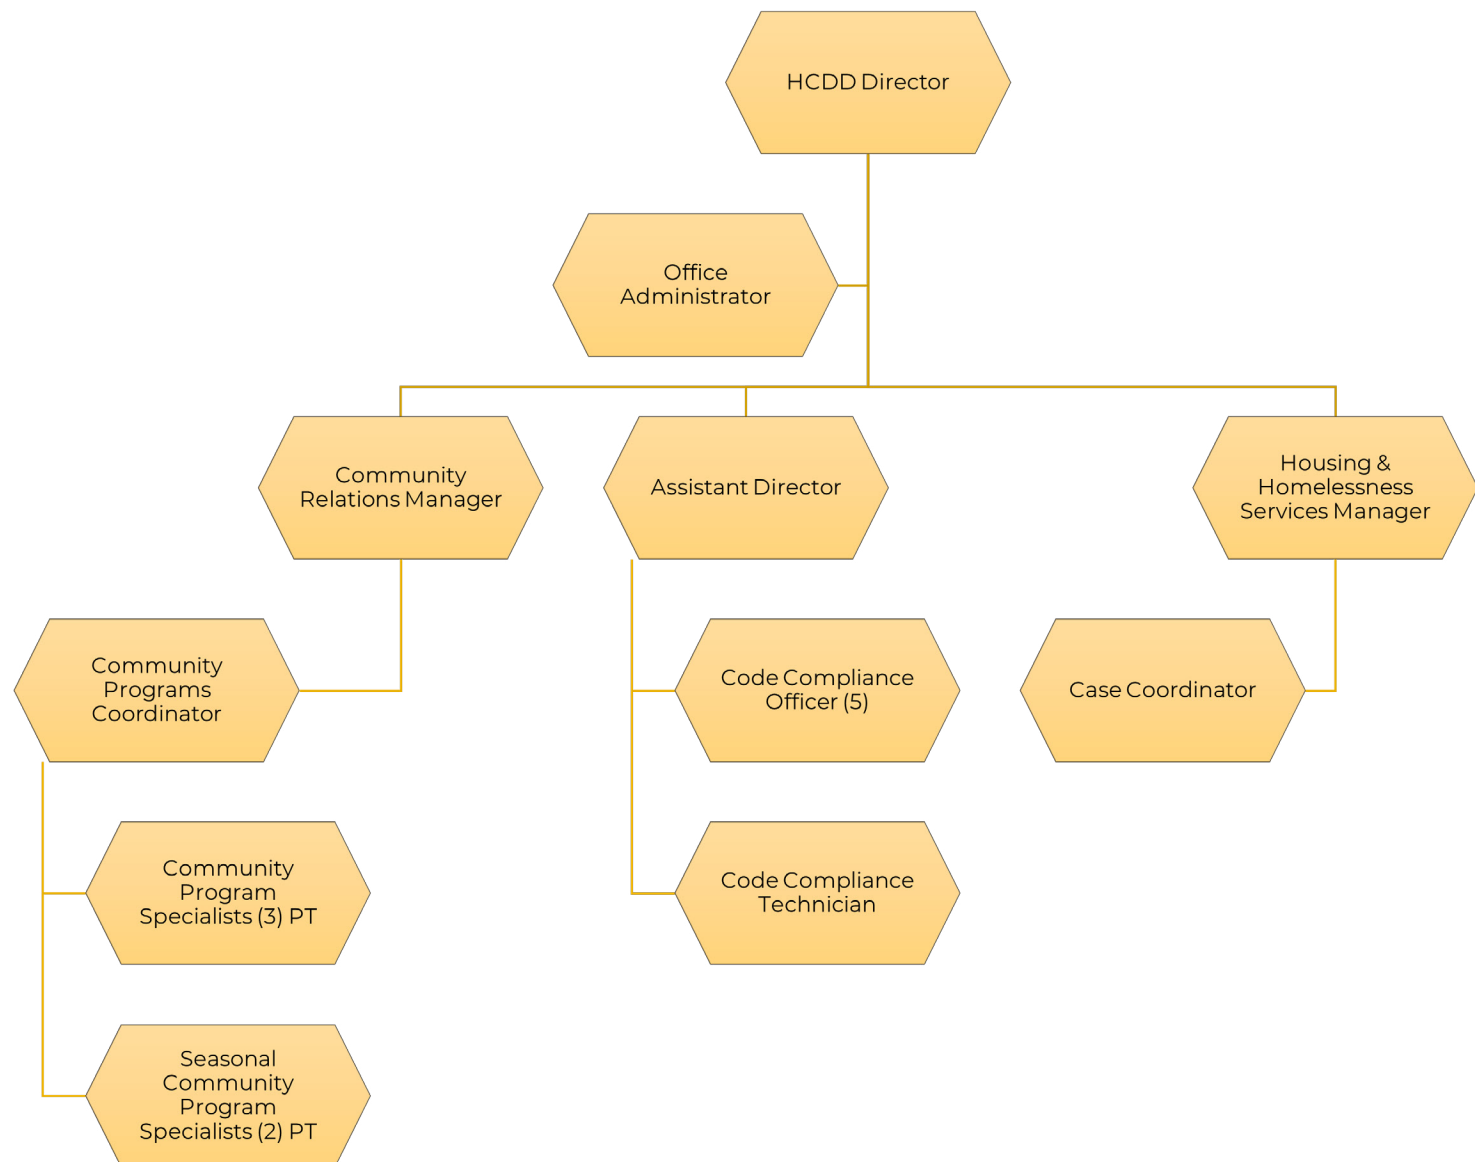 HCDD Director
Office
Administrator
Community
Relations Manager
Assistant Director
Housing &
Homelessness
Services Manager
Community
Programs
Coordinator
Code Compliance
Officer (5)
Case Coordinator
Community
Program
Specialists (3) PT
Code Compliance
Technician
Seasonal
Community
Program
Specialists (2) PT